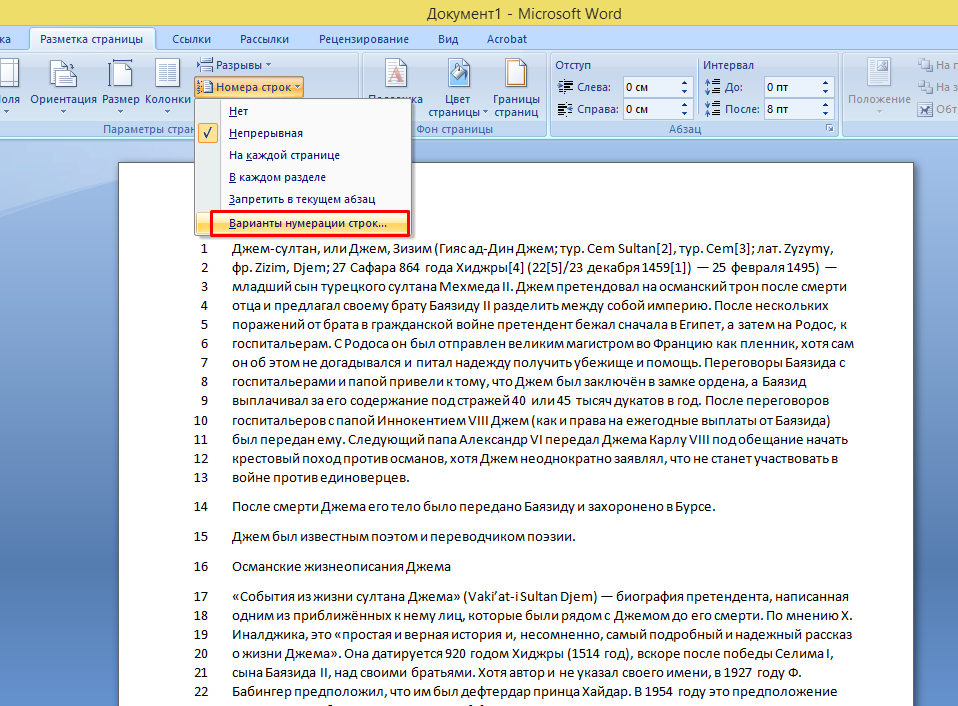 Документ1 - Microsoft Word
ка Разметка страницы Ссылки Рассылки Рецензирование Вид Acrobat
Разрывы
Отступ Интервал
Номера строк
Слева: 0 см До: 0 пт
Ориентация Размер Колонки Цвет страницы Границы страниц Положение
Справа: 0 см После: 8 пт
Параметры стран Фон страницы Абзац
Нет
Непрерывная
На каждой странице
В каждом разделе
Запретить в текущем абзац
Варианты нумерации строк...
1 Джем-султан, или Джем, Зизим (Гияс ад-Дин Джем; тур. Cem Sultan[2], тур. Cem[3]; лат. Zyzymy,
2 фр. Zizim, Djem; 27 Сафара 864 года Хиджры[4] (22[5]/23 декабря 1459[1]) — 25 февраля 1495) —
3 младший сын турецкого султана Мехмеда II. Джем претендовал на османский трон после смерти
4 отца и предлагал своему брату Баязиду II разделить между собой империю. После нескольких
5 поражений от брата в гражданской войне претендент бежал сначала в Египет, а затем на Родос, к
6 госпитальерам. С Родоса он был отправлен великим магистром во Францию как пленник, хотя сам
7 он об этом не догадывался и питал надежду получить убежище и помощь. Переговоры Баязида с
8 госпитальерами и папой привели к тому, что Джем был заключён в замке ордена, а Баязид
9 выплачивал за его содержание под стражей 40 или 45 тысяч дукатов в год. После переговоров
10 госпитальеров с папой Иннокентием VIII Джем (как и права на ежегодные выплаты от Баязида)
11 был передан ему. Следующий папа Александр VI передал Джема Карлу VIII под обещание начать
12 крестовый поход против османов, хотя Джем неоднократно заявлял, что не станет участвовать в
13 войне против единоверцев.
14 После смерти Джема его тело было передано Баязиду и захоронено в Бурсе.
15 Джем был известным поэтом и переводчиком поэзии.
16 Османские жизнеописания Джема
17 «События из жизни султана Джема» (Vaki’at-i Sultan Djem) — биография претендента, написанная
18 одним из приближённых к нему лиц, которые были рядом с Джемом до его смерти. По мнению Х.
19 Иналджика, это «простая и верная история и, несомненно, самый подробный и надежный рассказ
20 о жизни Джема». Она датируется 920 годом Хиджры (1514 год), вскоре после победы Селима I,
21 сына Баязида II, над своими братьями. Хотя автор и не указал своего имени, в 1927 году Ф.
22 Бабингер предположил, что им был дефтердар принца Хайдар. В 1954 году это предположение